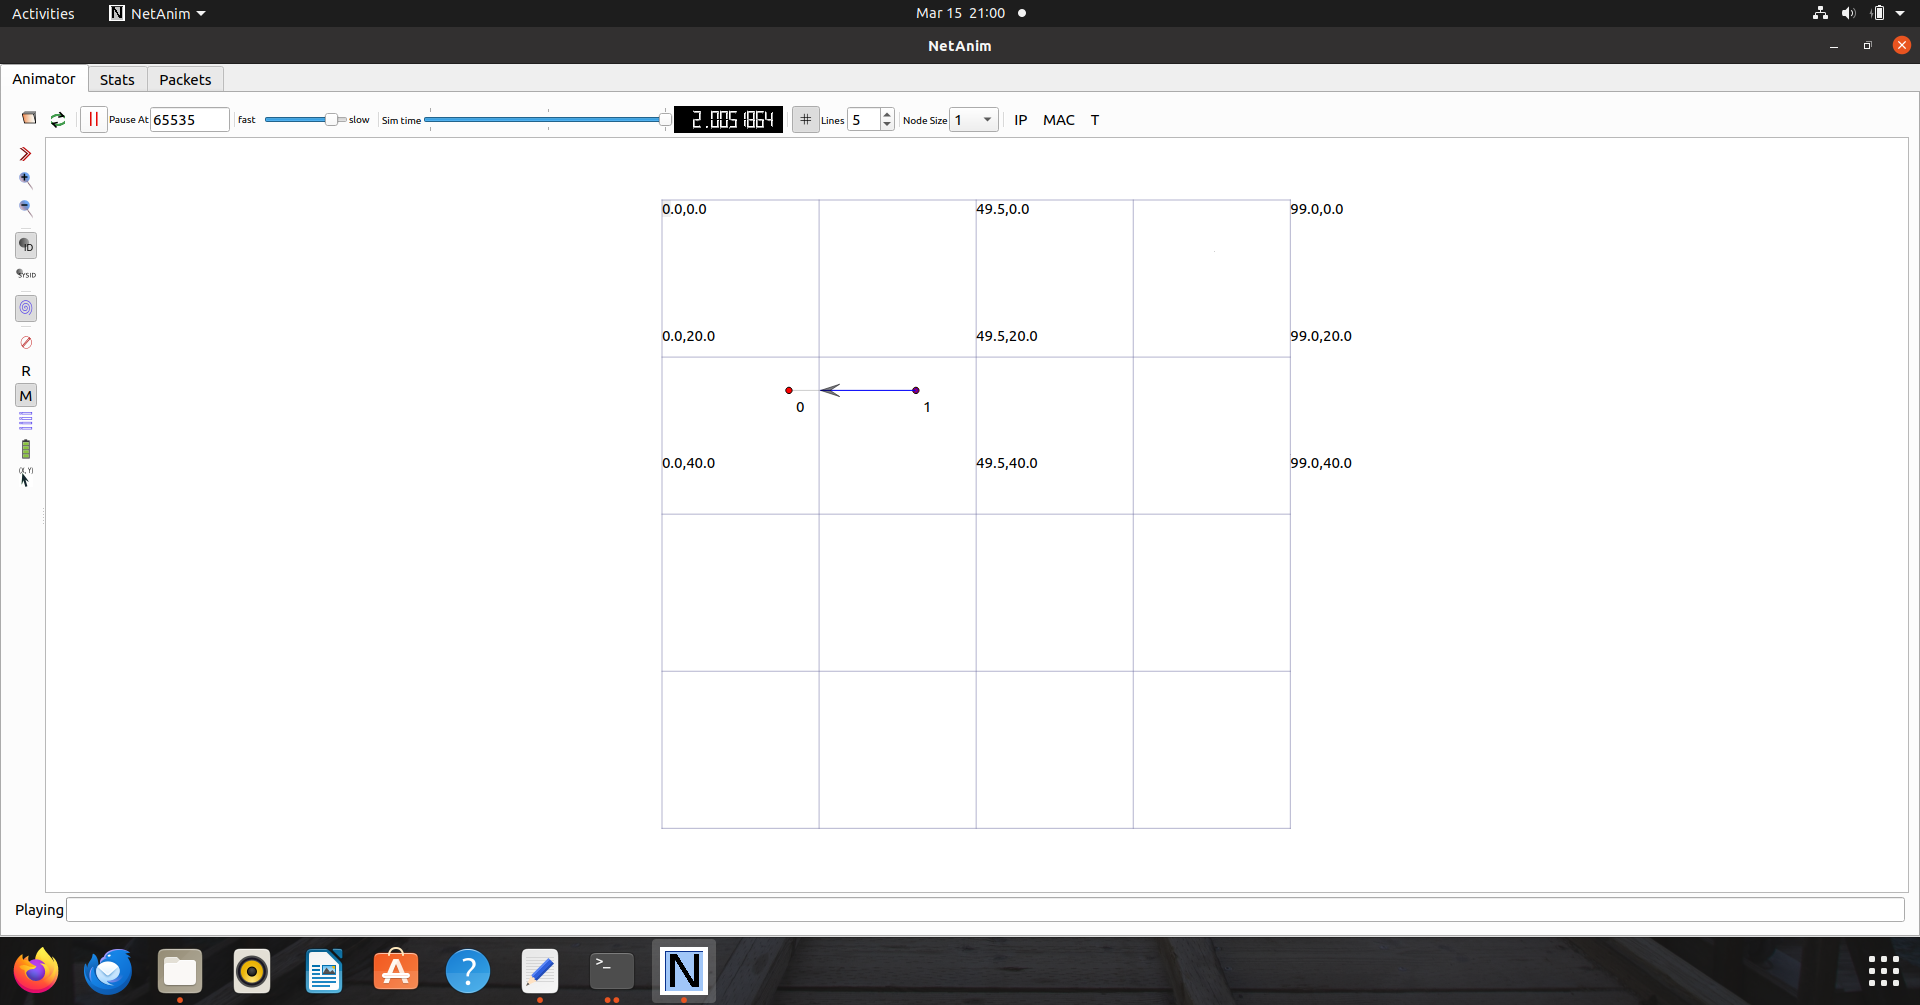 Activities NetAnim Mar 15 21:00
NetAnim
Animator Stats Packets
Pause At 65535 fast slow Sim time 2.0051864 # Lines 5 Node Size 1 IP MAC T
ID
SYSID
R
M
(X, Y)
0.0,0.0 49.5,0.0 99.0,0.0
0.0,20.0 49.5,20.0 99.0,20.0
0 1
0.0,40.0 49.5,40.0 99.0,40.0
Playing